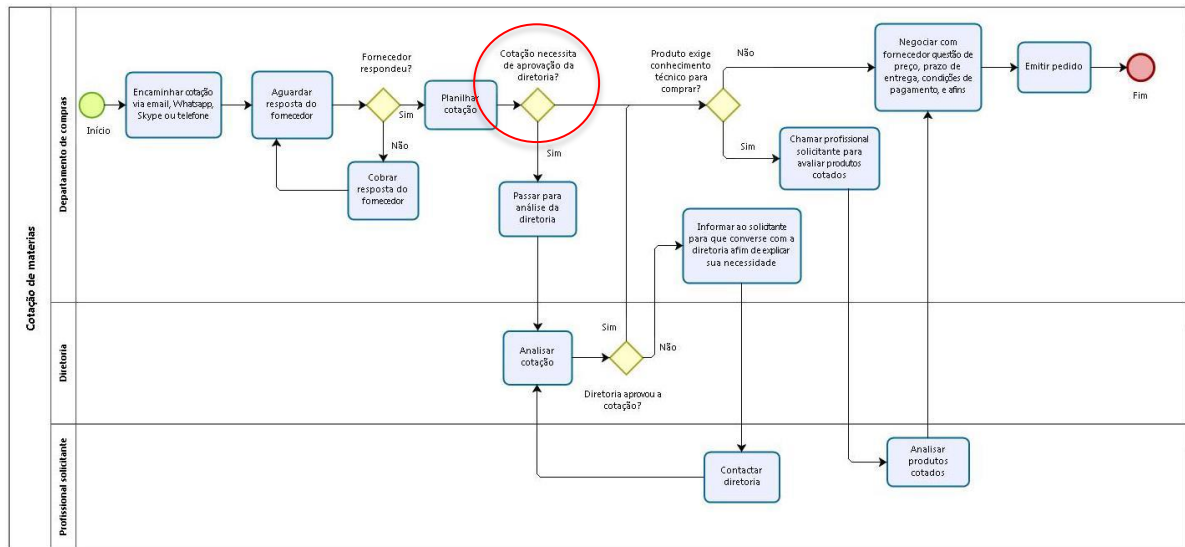 Cotação de materias
Departamento de compras
Diretoria
Profissional solicitante
Início
Encaminhar cotação
via email, Whatsapp,
Skype ou telefone
Aguardar
resposta do
fornecedor
Fornecedor
respondeu?
Sim
Não
Cobrar
resposta do
fornecedor
Planilhar
cotação
Cotação necessita
de aprovação da
diretoria?
Sim
Passar para
análise da
diretoria
Produto exige
conhecimento
técnico para
comprar?
Não
Sim
Negociar com
fornecedor questão de
preço, prazo de
entrega, condições de
pagamento, e afins
Emitir pedido
Fim
Chamar profissional
solicitante para
avaliar produtos
cotados
Informar ao solicitante
para que converse com a
diretoria afim de explicar
sua necessidade
Analisar
cotação
Sim
Não
Diretoria aprovou a
cotação?
Contactar
diretoria
Analisar
produtos
cotados